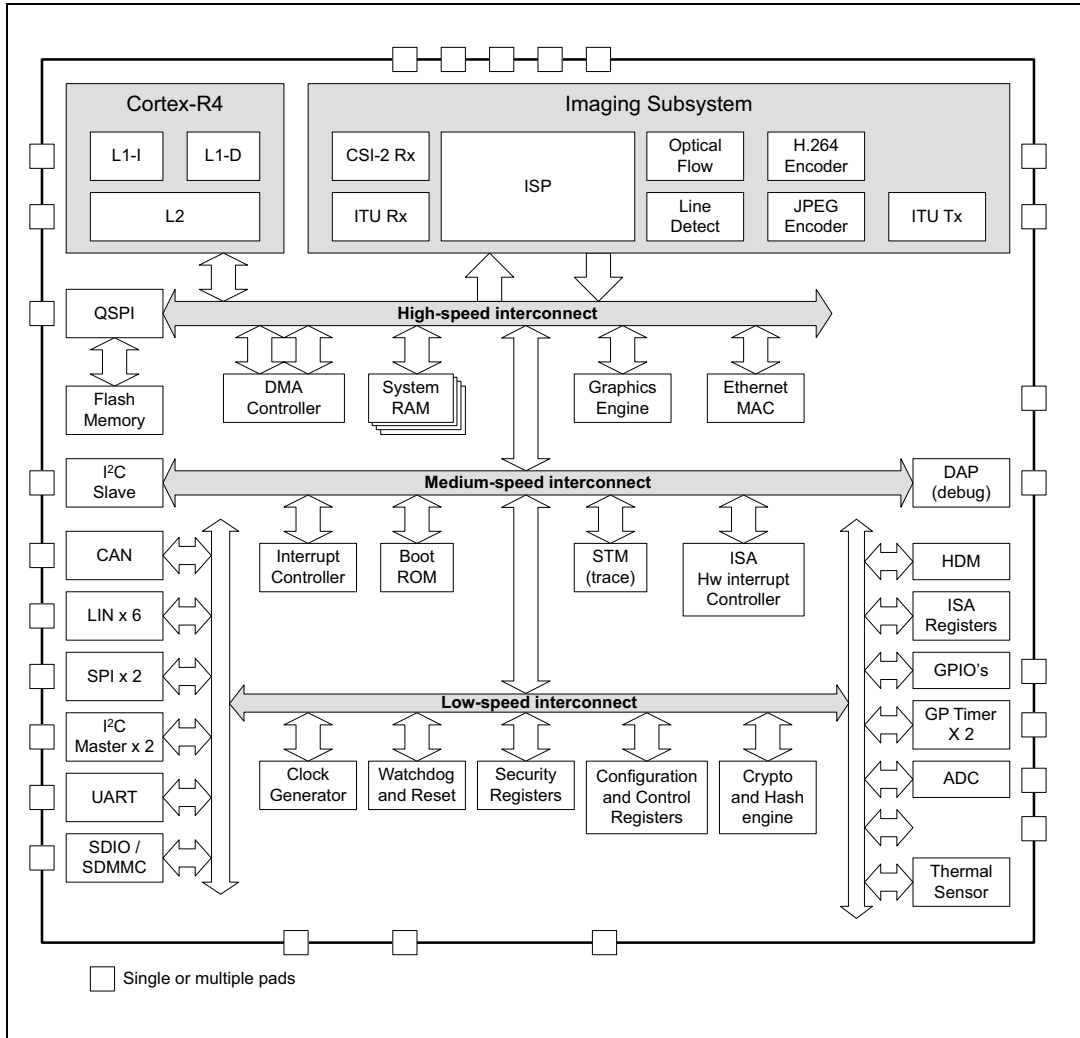 Cortex-R4
Imaging Subsystem
L1-I
L1-D
L2
CSI-2 Rx
ITU Rx
ISP
Optical
Flow
H.264
Encoder
Line
Detect
JPEG
Encoder
ITU Tx
QSPI
High-speed interconnect
Flash
Memory
DMA
Controller
System
RAM
Graphics
Engine
Ethernet
MAC
I²C
Slave
Medium-speed interconnect
DAP
(debug)
CAN
Interrupt
Controller
Boot
ROM
STM
(trace)
ISA
Hw interrupt
Controller
HDM
LIN x 6
ISA
Registers
SPI x 2
GPIO's
Low-speed interconnect
I²C
Master x 2
GP Timer
X 2
UART
Clock
Generator
Watchdog
and Reset
Security
Registers
Configuration
and Control
Registers
Crypto
and Hash
engine
ADC
SDIO /
SDMMC
Thermal
Sensor
Single or multiple pads